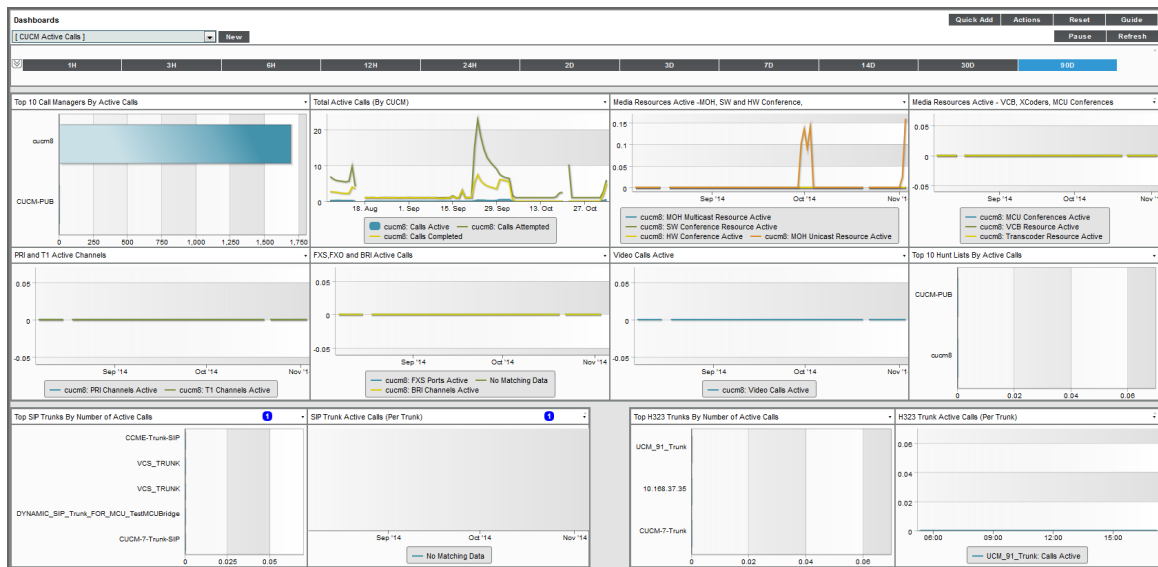 Dashboards
Quick Add Actions Reset Guide
[ CUCM Active Calls ] New Pause Refresh
1H 3H 6H 12H 24H 2D 3D 7D 14D 30D 90D
Top 10 Call Managers By Active Calls
cucm8
CUCM-PUB
0 250 500 750 1,000 1,250 1,500 1,750
Total Active Calls (By CUCM)
20
10
0
18. Aug 1. Sep 15. Sep 29. Sep 13. Oct 27. Oct
cucm8: Calls Active cucm8: Calls Attempted
cucm8: Calls Completed
Media Resources Active -MOH, SW and HW Conference,
0.15
0.1
0.05
0
Sep '14 Oct '14 Nov '1
cucm8: MOH Multicast Resource Active
cucm8: SW Conference Resource Active
cucm8: HW Conference Active cucm8: MOH Unicast Resource Active
Media Resources Active - VCB, XCoders, MCU Conferences
0.05
0
-0.05
Sep '14 Oct '14 Nov '1
cucm8: MCU Conferences Active
cucm8: VCB Resource Active
cucm8: Transcoder Resource Active
PRI and T1 Active Channels
0.05
0
-0.05
Sep '14 Oct '14 Nov '1
cucm8: PRI Channels Active cucm8: T1 Channels Active
FXS,FXO and BRI Active Calls
0.05
0
-0.05
Sep '14 Oct '14 Nov '1
cucm8: FXS Ports Active No Matching Data
cucm8: BRI Channels Active
Video Calls Active
0.05
0
-0.05
Sep '14 Oct '14 Nov '1
cucm8: Video Calls Active
Top 10 Hunt Lists By Active Calls
CUCM-PUB
cucm8
0 0.02 0.04 0.06
Top SIP Trunks By Number of Active Calls 1
CCME-Trunk-SIP
VCS_TRUNK
VCS_TRUNK
DYNAMIC_SIP_Trunk_FOR_MCU_TestMCUBridge
CUCM-7-Trunk-SIP
0 0.025 0.05
SIP Trunk Active Calls (Per Trunk) 1
Sep '14 Oct '14 Nov '1
No Matching Data
Top H323 Trunks By Number of Active Calls
UCM_91_Trunk
10.168.37.35
CUCM-7-Trunk
0 0.02 0.04 0.06
H323 Trunk Active Calls (Per Trunk)
0.06
0.04
0.02
0
06:00 09:00 12:00 15:00
UCM_91_Trunk: Calls Active